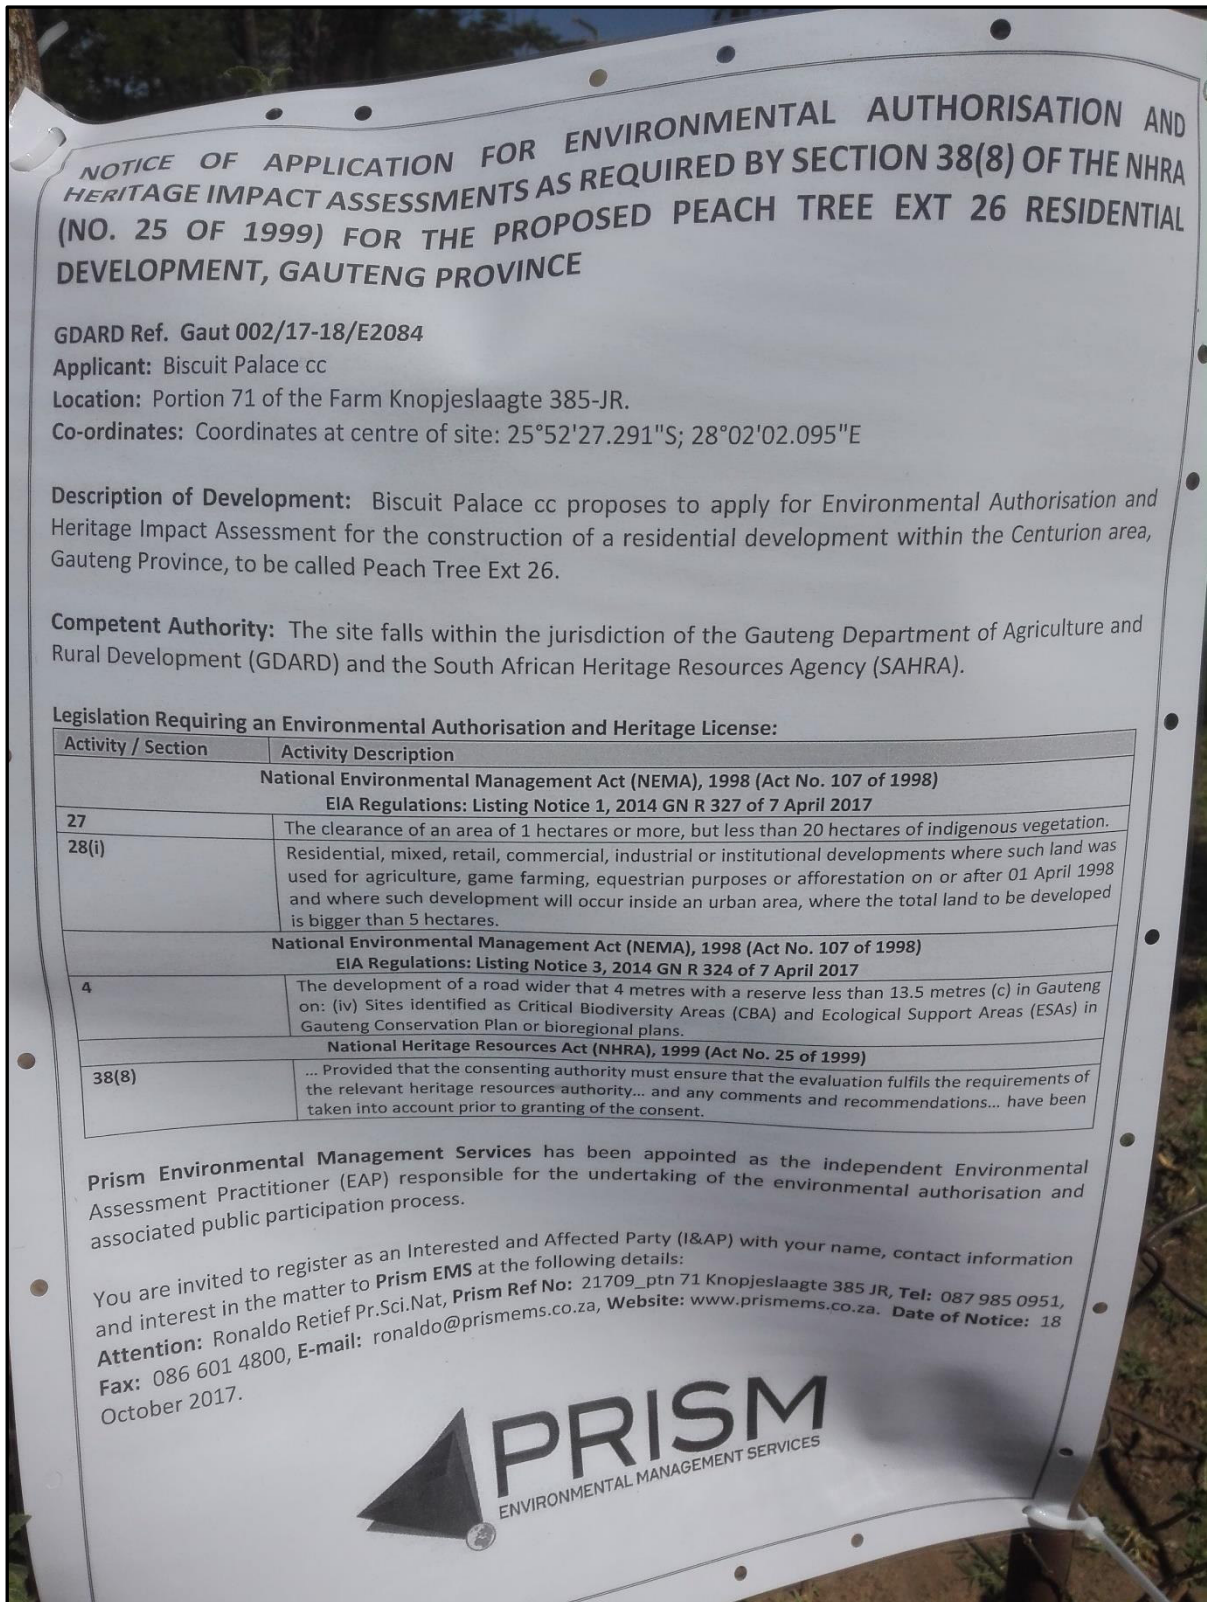 NOTICE OF APPLICATION FOR ENVIRONMENTAL AUTHORISATION AND
HERITAGE IMPACT ASSESSMENTS AS REQUIRED BY SECTION 38(8) OF THE NHRA
(NO. 25 OF 1999) FOR THE PROPOSED PEACH TREE EXT 26 RESIDENTIAL
DEVELOPMENT, GAUTENG PROVINCE
GDARD Ref. Gaut 002/17-18/E2084
Applicant: Biscuit Palace cc
Location: Portion 71 of the Farm Knopjeslaagte 385-JR.
Co-ordinates: Coordinates at centre of site: 25°52'27.291"S; 28°02'02.095"E
Description of Development: Biscuit Palace cc proposes to apply for Environmental Authorisation and
Heritage Impact Assessment for the construction of a residential development within the Centurion area,
Gauteng Province, to be called Peach Tree Ext 26.
Competent Authority: The site falls within the jurisdiction of the Gauteng Department of Agriculture and
Rural Development (GDARD) and the South African Heritage Resources Agency (SAHRA).
Legislation Requiring an Environmental Authorisation and Heritage License:
Activity / Section Activity Description
National Environmental Management Act (NEMA), 1998 (Act No. 107 of 1998)
EIA Regulations: Listing Notice 1, 2014 GN R 327 of 7 April 2017
27 The clearance of an area of 1 hectares or more, but less than 20 hectares of indigenous vegetation.
28(i) Residential, mixed, retail, commercial, industrial or institutional developments where such land was
used for agriculture, game farming, equestrian purposes or afforestation on or after 01 April 1998
and where such development will occur inside an urban area, where the total land to be developed
is bigger than 5 hectares.
National Environmental Management Act (NEMA), 1998 (Act No. 107 of 1998)
EIA Regulations: Listing Notice 3, 2014 GN R 324 of 7 April 2017
4 The development of a road wider that 4 metres with a reserve less than 13.5 metres (c) in Gauteng
on: (iv) Sites identified as Critical Biodiversity Areas (CBA) and Ecological Support Areas (ESAs) in
Gauteng Conservation Plan or bioregional plans.
National Heritage Resources Act (NHRA), 1999 (Act No. 25 of 1999)
38(8) ... Provided that the consenting authority must ensure that the evaluation fulfils the requirements of
the relevant heritage resources authority... and any comments and recommendations... have been
taken into account prior to granting of the consent.
Prism Environmental Management Services has been appointed as the independent Environmental
Assessment Practitioner (EAP) responsible for the undertaking of the environmental authorisation and
associated public participation process.
You are invited to register as an Interested and Affected Party (I&AP) with your name, contact information
and interest in the matter to Prism EMS at the following details:
Attention: Ronaldo Retief Pr.Sci.Nat, Prism Ref No: 21709_ptn 71 Knopjeslaagte 385 JR, Tel: 087 985 0951,
Fax: 086 601 4800, E-mail: ronaldo@prismems.co.za, Website: www.prismems.co.za. Date of Notice: 18
October 2017.
PRISM
ENVIRONMENTAL MANAGEMENT SERVICES